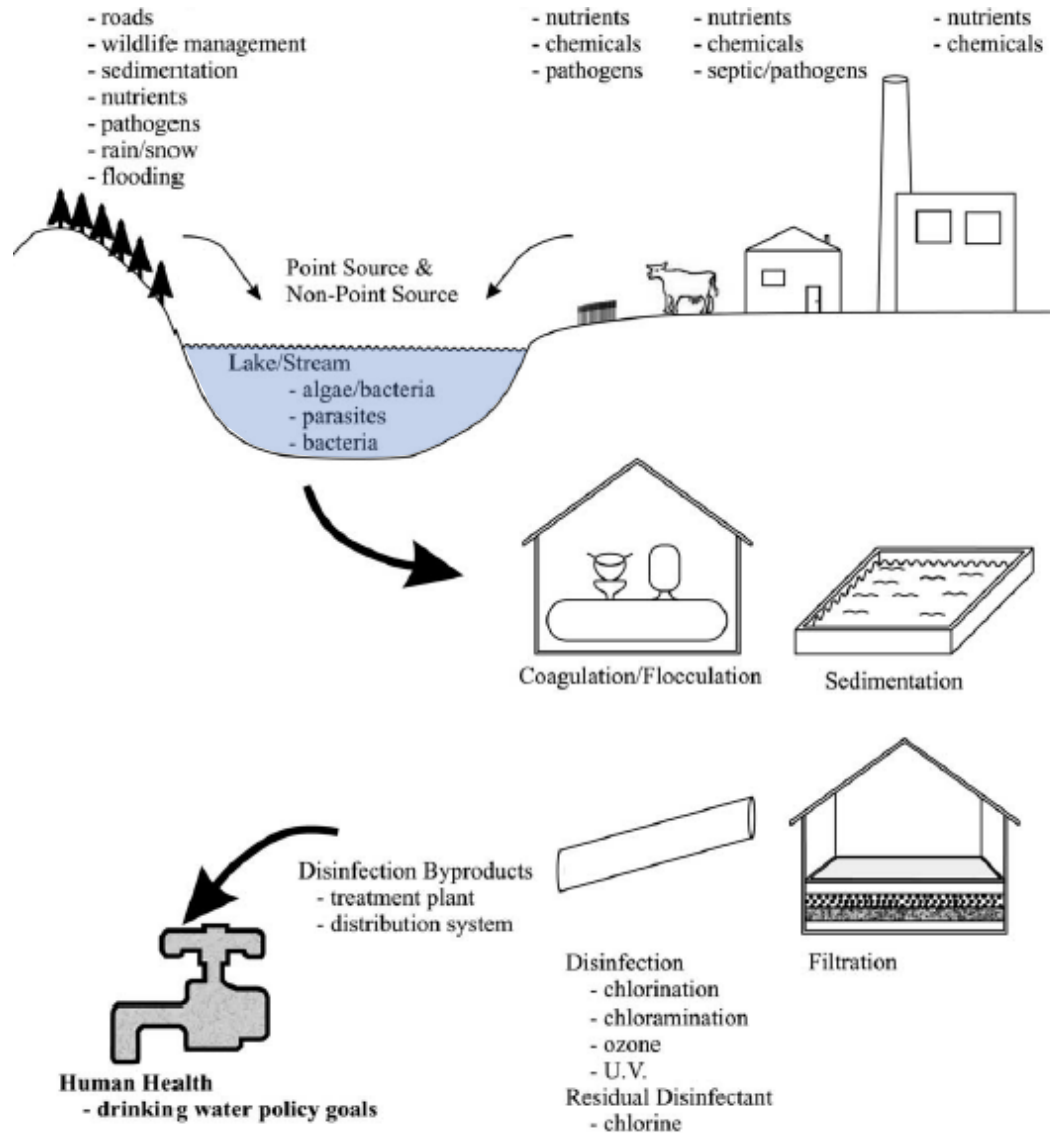 - roads
- wildlife management
- sedimentation
- nutrients
- pathogens
- rain/snow
- flooding
- nutrients
- chemicals
- pathogens
- nutrients
- chemicals
- septic/pathogens
- nutrients
- chemicals
Point Source &
Non-Point Source
Lake/Stream
- algae/bacteria
- parasites
- bacteria
Coagulation/Flocculation
Sedimentation
Filtration
Disinfection
- chlorination
- chloramination
- ozone
- U.V.
Residual Disinfectant
- chlorine
Disinfection Byproducts
- treatment plant
- distribution system
Human Health
- drinking water policy goals